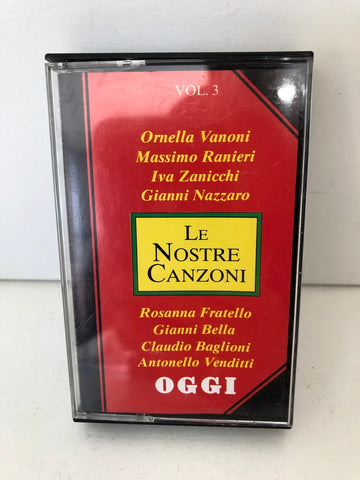 VOL. 3
Ornella Vanoni
Massimo Ranieri
Iva Zanicchi
Gianni Nazzaro
LE
NOSTRE
CANZONI
Rosanna Fratello
Gianni Bella
Claudio Baglioni
Antonello Venditti
OGGI